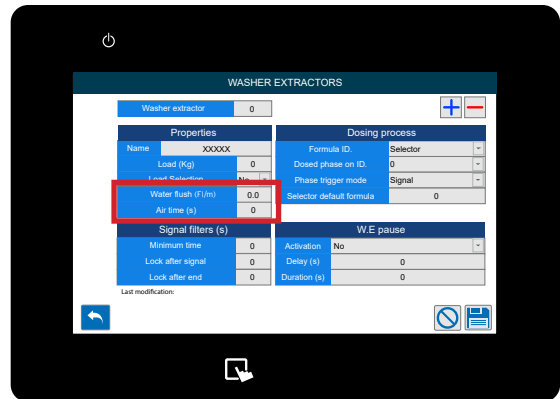 WASHER EXTRACTORS
Washer extractor 0
Properties
Name XXXXX
Load (Kg) 0
Load Selection No
Water flush (Fl/m) 0.0
Air time (s) 0
Dosing process
Formula ID. Selector
Dosed phase on ID. 0
Phase trigger mode Signal
Selector default formula 0
Signal filters (s)
Minimum time 0
Lock after signal 0
Lock after end 0
W.E pause
Activation No
Delay (s) 0
Duration (s) 0
Last modification: